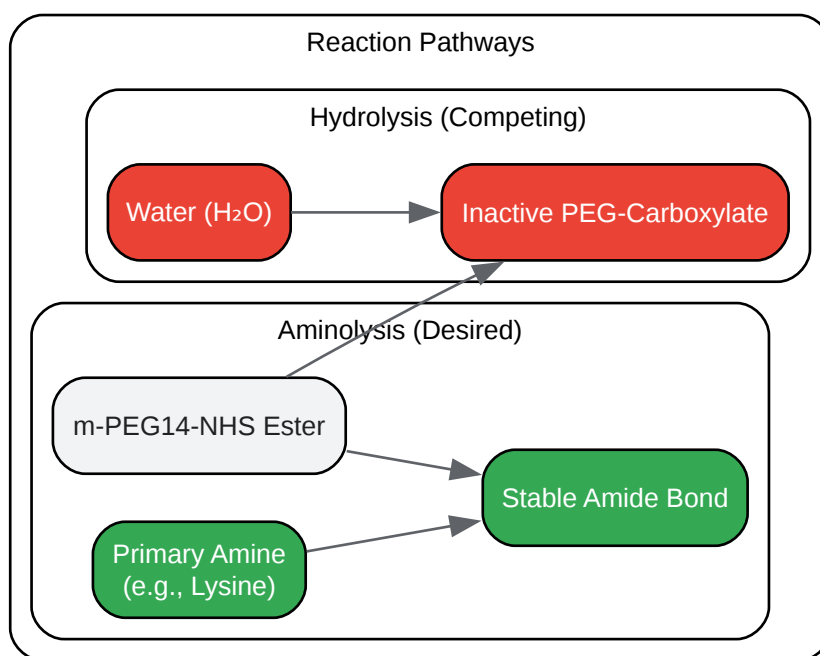 Reaction Pathways
Hydrolysis (Competing)
Water (H₂O)
Inactive PEG-Carboxylate
Aminolysis (Desired)
m-PEG14-NHS Ester
Stable Amide Bond
Primary Amine
(e.g., Lysine)